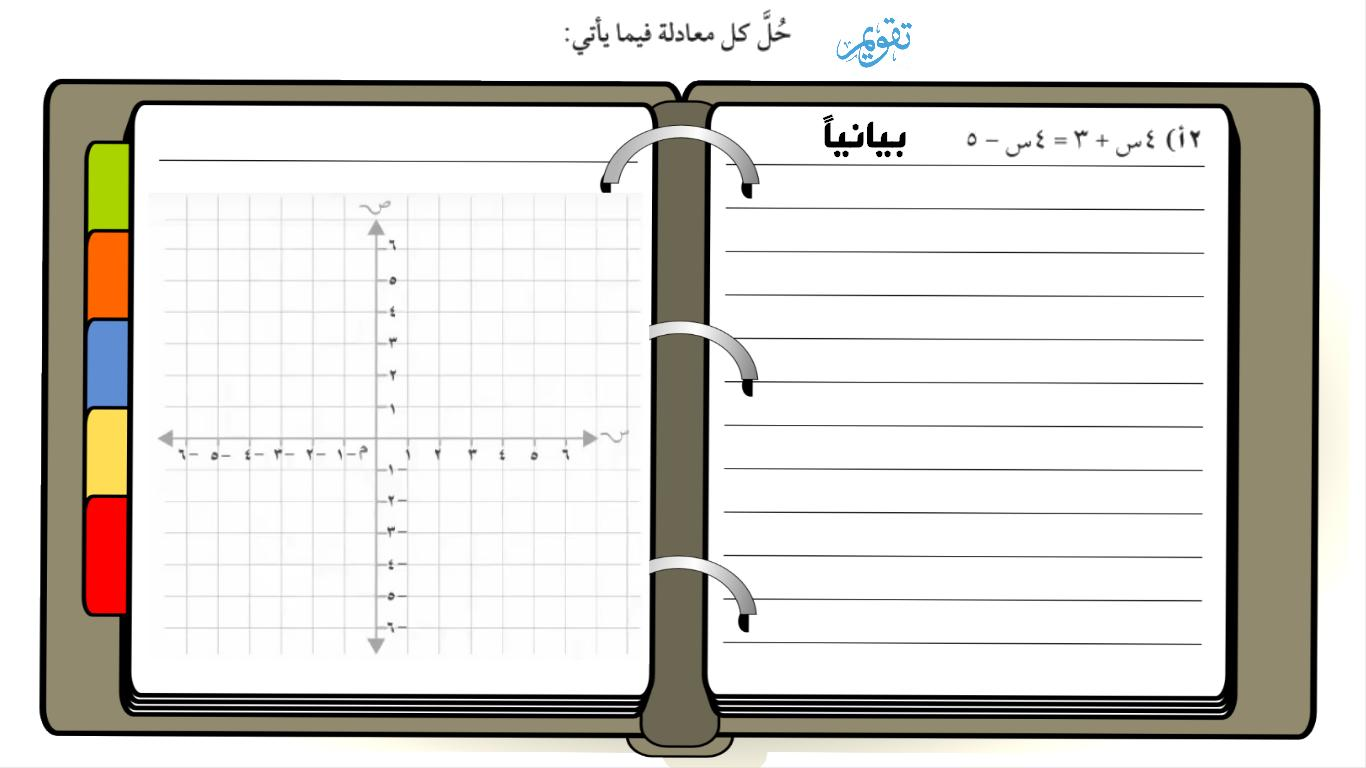 تقويم
حُلَّ كل معادلة فيما يأتي:
٢أ) ٤س + ٣ = ٤س − ٥ بيانياً
ص
٦
٥
٤
٣
٢
١
س
−٦ −٥ −٤ −٣ −٢ −١ م ١ ٢ ٣ ٤ ٥ ٦
−١
−٢
−٣
−٤
−٥
−٦